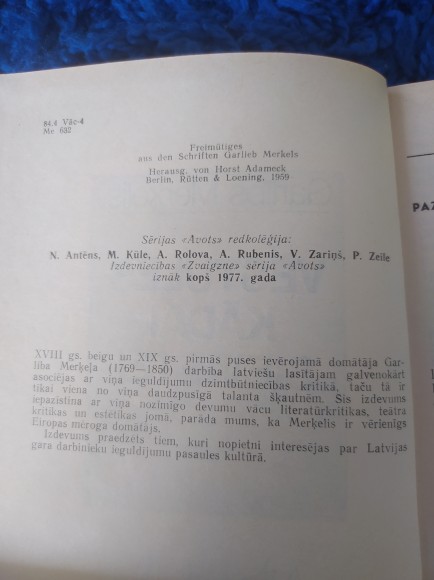 84.4 Vāc-4
Me 632
Freimütiges
aus den Schriften Garlieb Merkels
Herausg. von Horst Adameck
Berlin, Rütten & Loening, 1959
Sērijas «Avots» redkolēģija:
N. Antēns, M. Kūle, A. Rolova, A. Rubenis, V. Zariņš, P. Zeile
Izdevniecības «Zvaigzne» sērija «Avots»
iznāk kopš 1977. gada
XVIII gs. beigu un XIX gs. pirmās puses ievērojamā domātāja Gar-
lība Merķeļa (1769—1850) darbība latviešu lasītājam galvenokārt
asociējas ar viņa ieguldījumu dzimtbūtniecības kritikā, taču tā ir
tikai viena no viņa daudzpusīgā talanta šķautnēm. Šis izdevums
iepazīstina ar viņa nozīmīgo devumu vācu literatūrkritikas, teātra
kritikas un estētikas jomā, parāda mums, ka Merķelis ir vērienīgs
Eiropas mēroga domātājs.
Izdevums praedzēts tiem, kuri nopietni interesējas par Latvijas
gara darbinieku ieguldījumu pasaules kultūrā.
PAZ